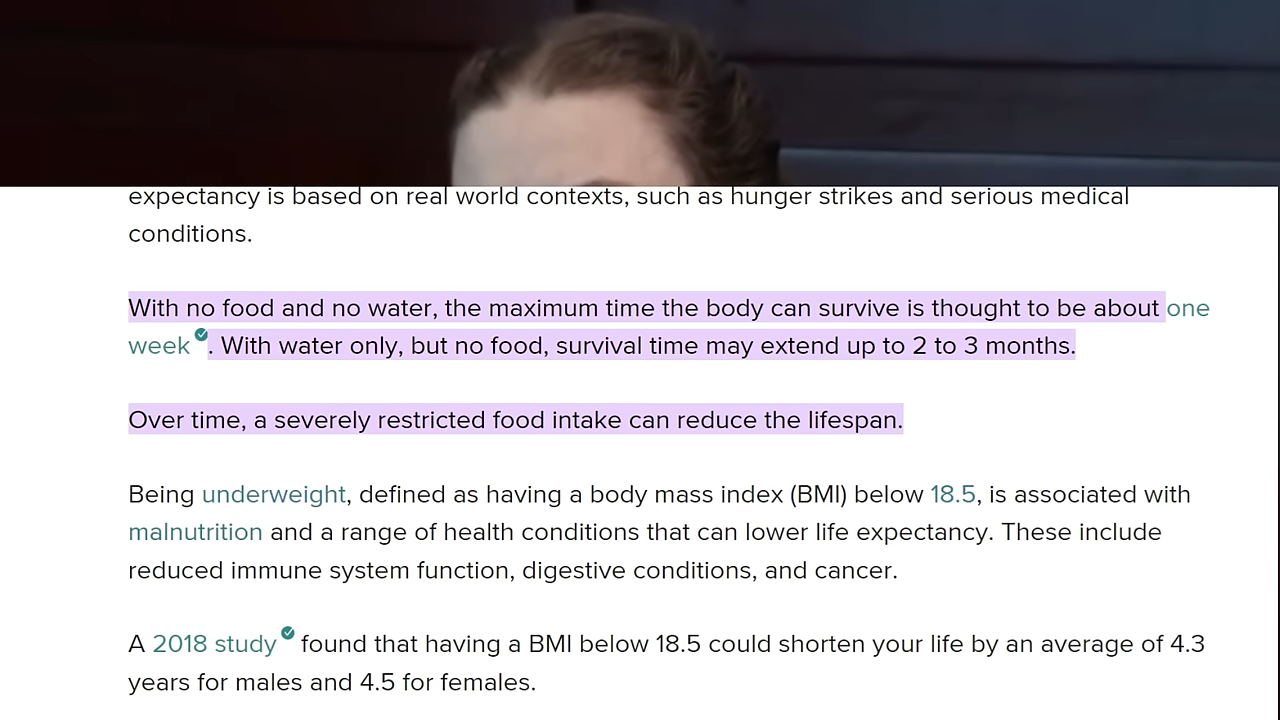 expectancy is based on real world contexts, such as hunger strikes and serious medical
conditions.
With no food and no water, the maximum time the body can survive is thought to be about one
week. With water only, but no food, survival time may extend up to 2 to 3 months.
Over time, a severely restricted food intake can reduce the lifespan.
Being underweight, defined as having a body mass index (BMI) below 18.5, is associated with
malnutrition and a range of health conditions that can lower life expectancy. These include
reduced immune system function, digestive conditions, and cancer.
A 2018 study found that having a BMI below 18.5 could shorten your life by an average of 4.3
years for males and 4.5 for females.